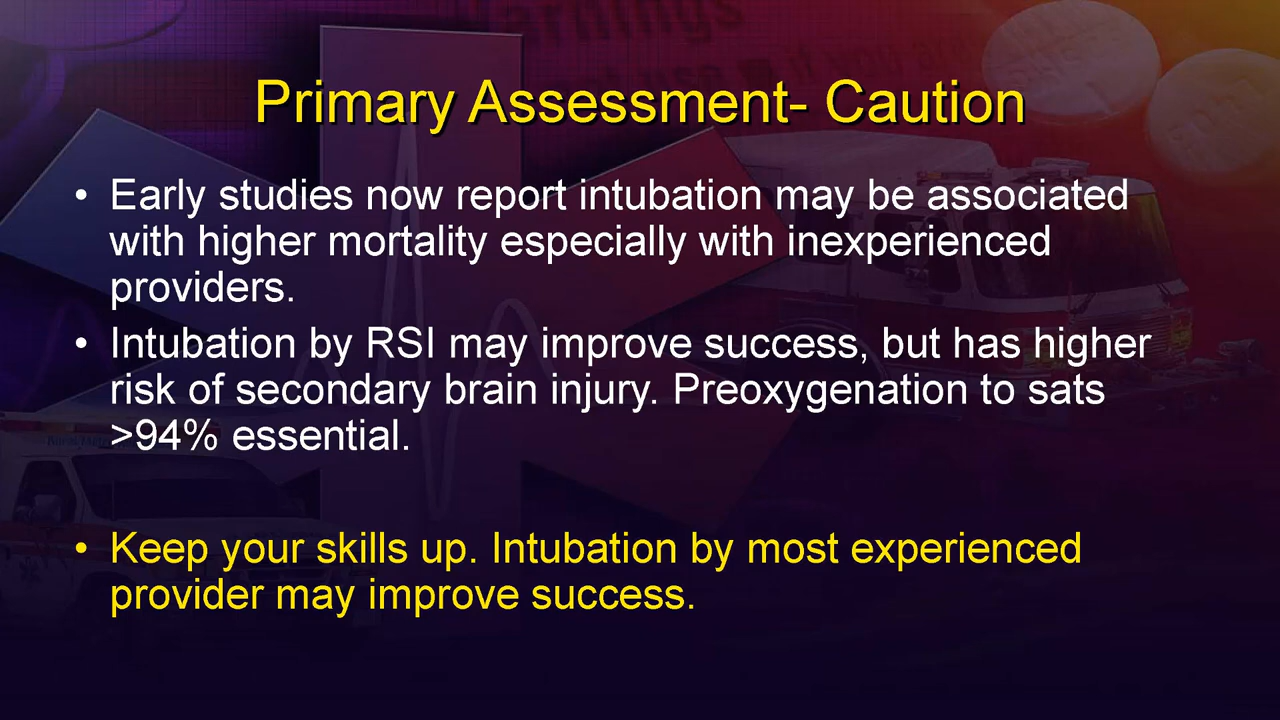 Primary Assessment- Caution
• Early studies now report intubation may be associated
with higher mortality especially with inexperienced
providers.
• Intubation by RSI may improve success, but has higher
risk of secondary brain injury. Preoxygenation to sats
>94% essential.
• Keep your skills up. Intubation by most experienced
provider may improve success.